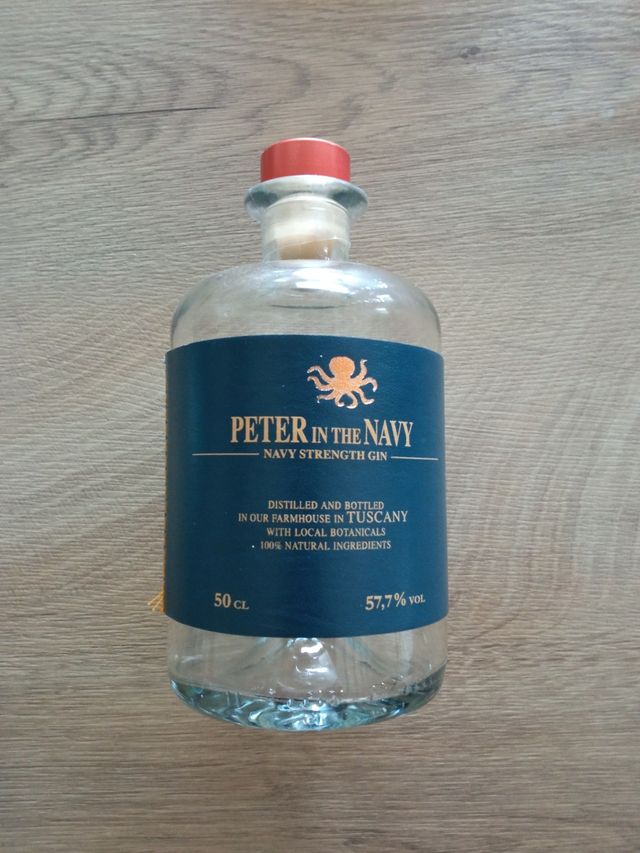 PETER IN THE NAVY
NAVY STRENGTH GIN
DISTILLED AND BOTTLED
IN OUR FARMHOUSE IN TUSCANY
WITH LOCAL BOTANICALS
100% NATURAL INGREDIENTS
50 CL 57,7% VOL